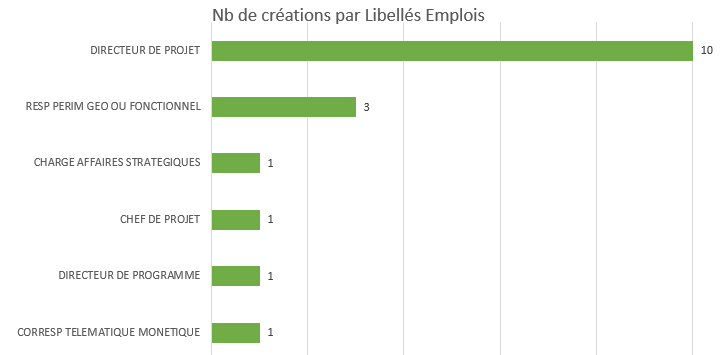 Nb de créations par Libellés Emplois
DIRECTEUR DE PROJET 10
RESP PERIM GEO OU FONCTIONNEL 3
CHARGE AFFAIRES STRATEGIQUES 1
CHEF DE PROJET 1
DIRECTEUR DE PROGRAMME 1
CORRESP TELEMATIQUE MONETIQUE 1